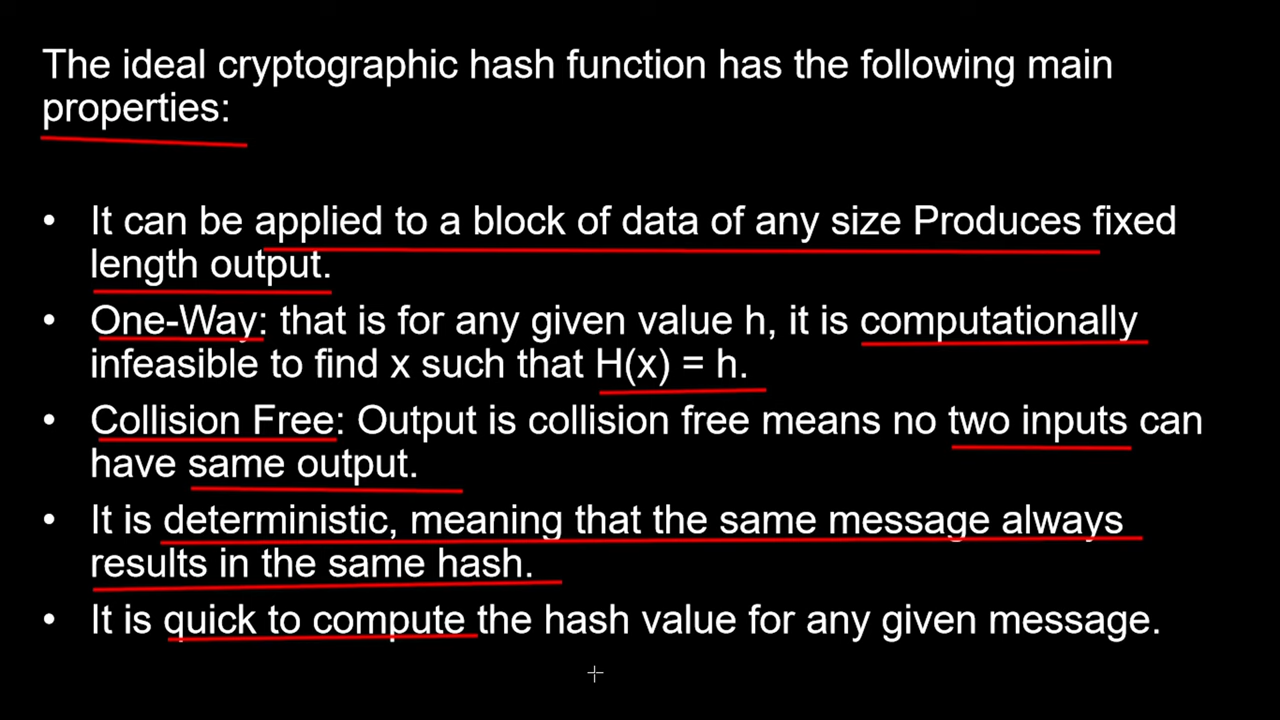 The ideal cryptographic hash function has the following main
properties:
• It can be applied to a block of data of any size Produces fixed
length output.
• One-Way: that is for any given value h, it is computationally
infeasible to find x such that H(x) = h.
• Collision Free: Output is collision free means no two inputs can
have same output.
• It is deterministic, meaning that the same message always
results in the same hash.
• It is quick to compute the hash value for any given message.